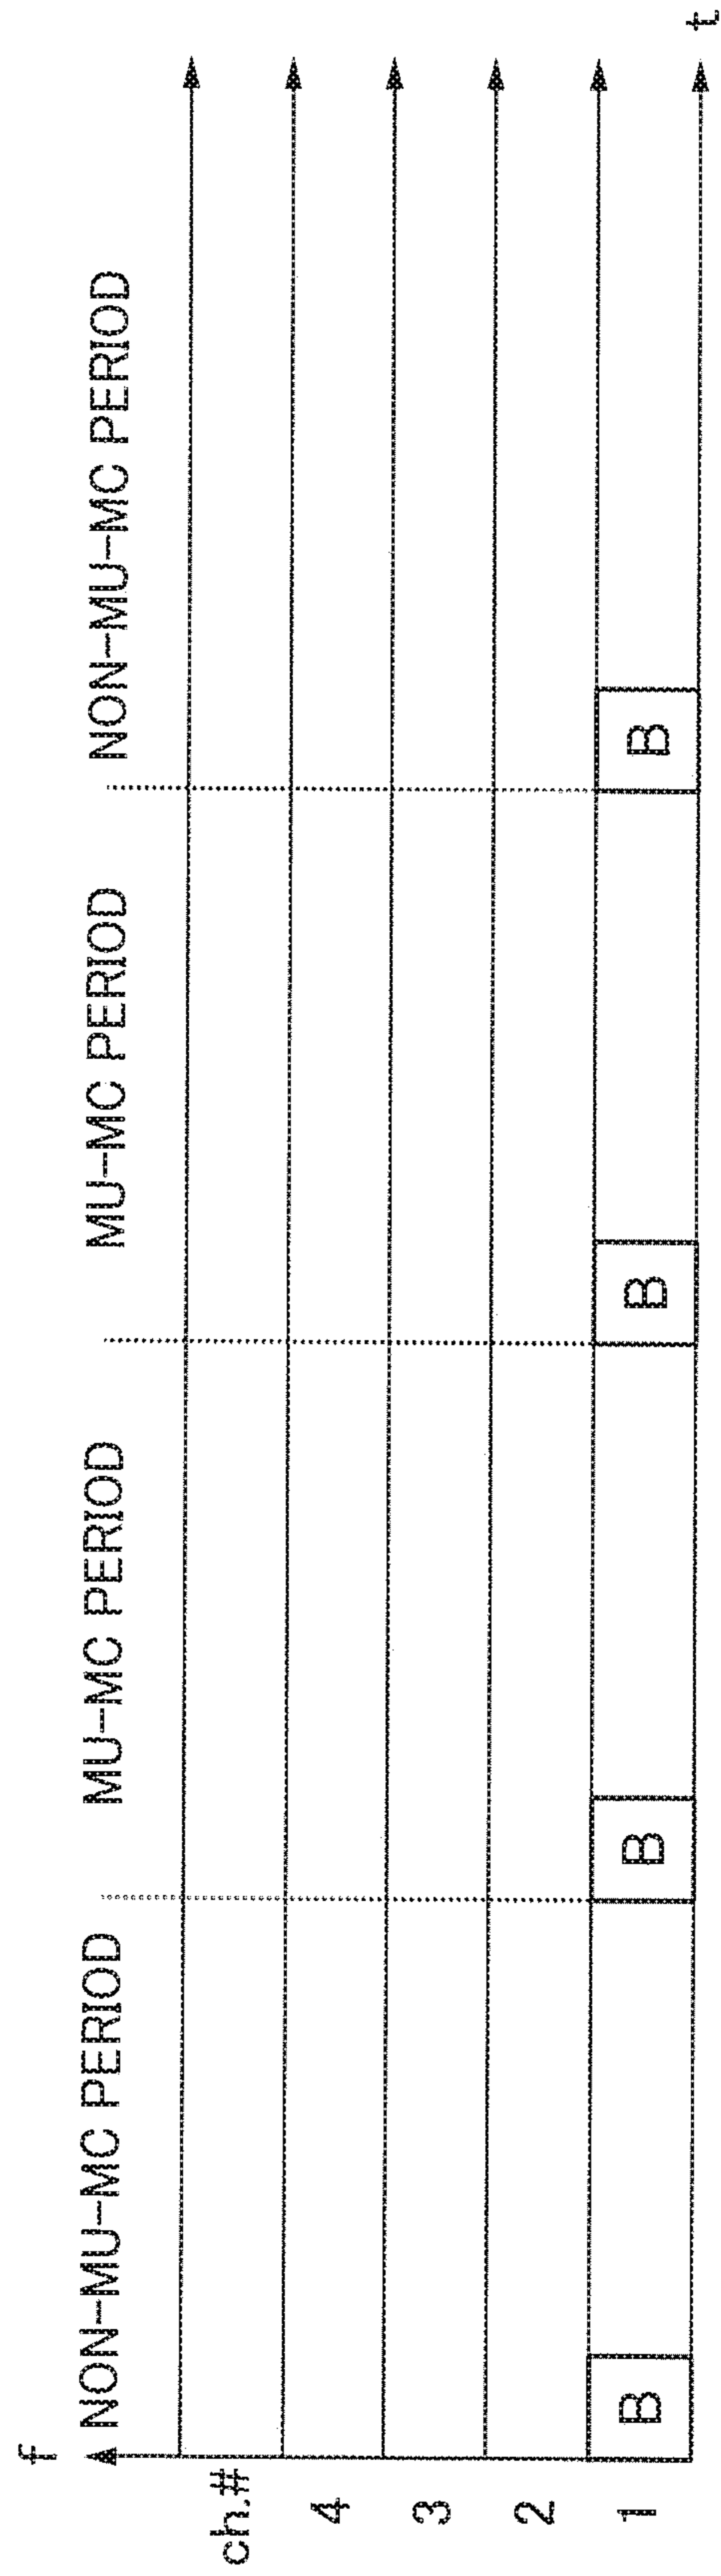 f
NON-MU-MC PERIOD
MU-MC PERIOD
MU-MC PERIOD
NON-MU-MC PERIOD
ch.#
4
3
2
1
B
B
B
B
t